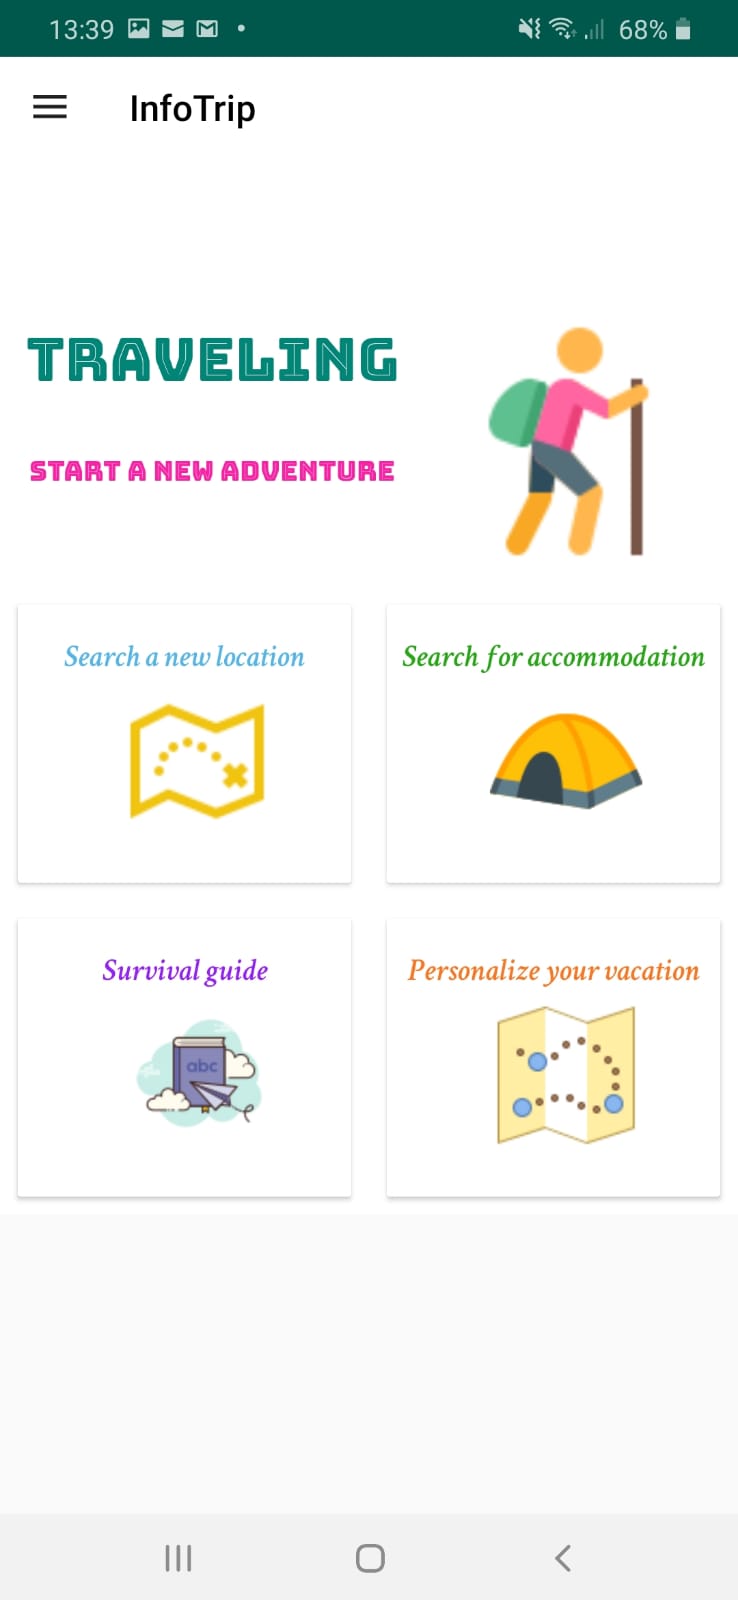 13:39 68%
InfoTrip
TRAVELING
START A NEW ADVENTURE
Search a new location
Search for accommodation
Survival guide
abc
Personalize your vacation